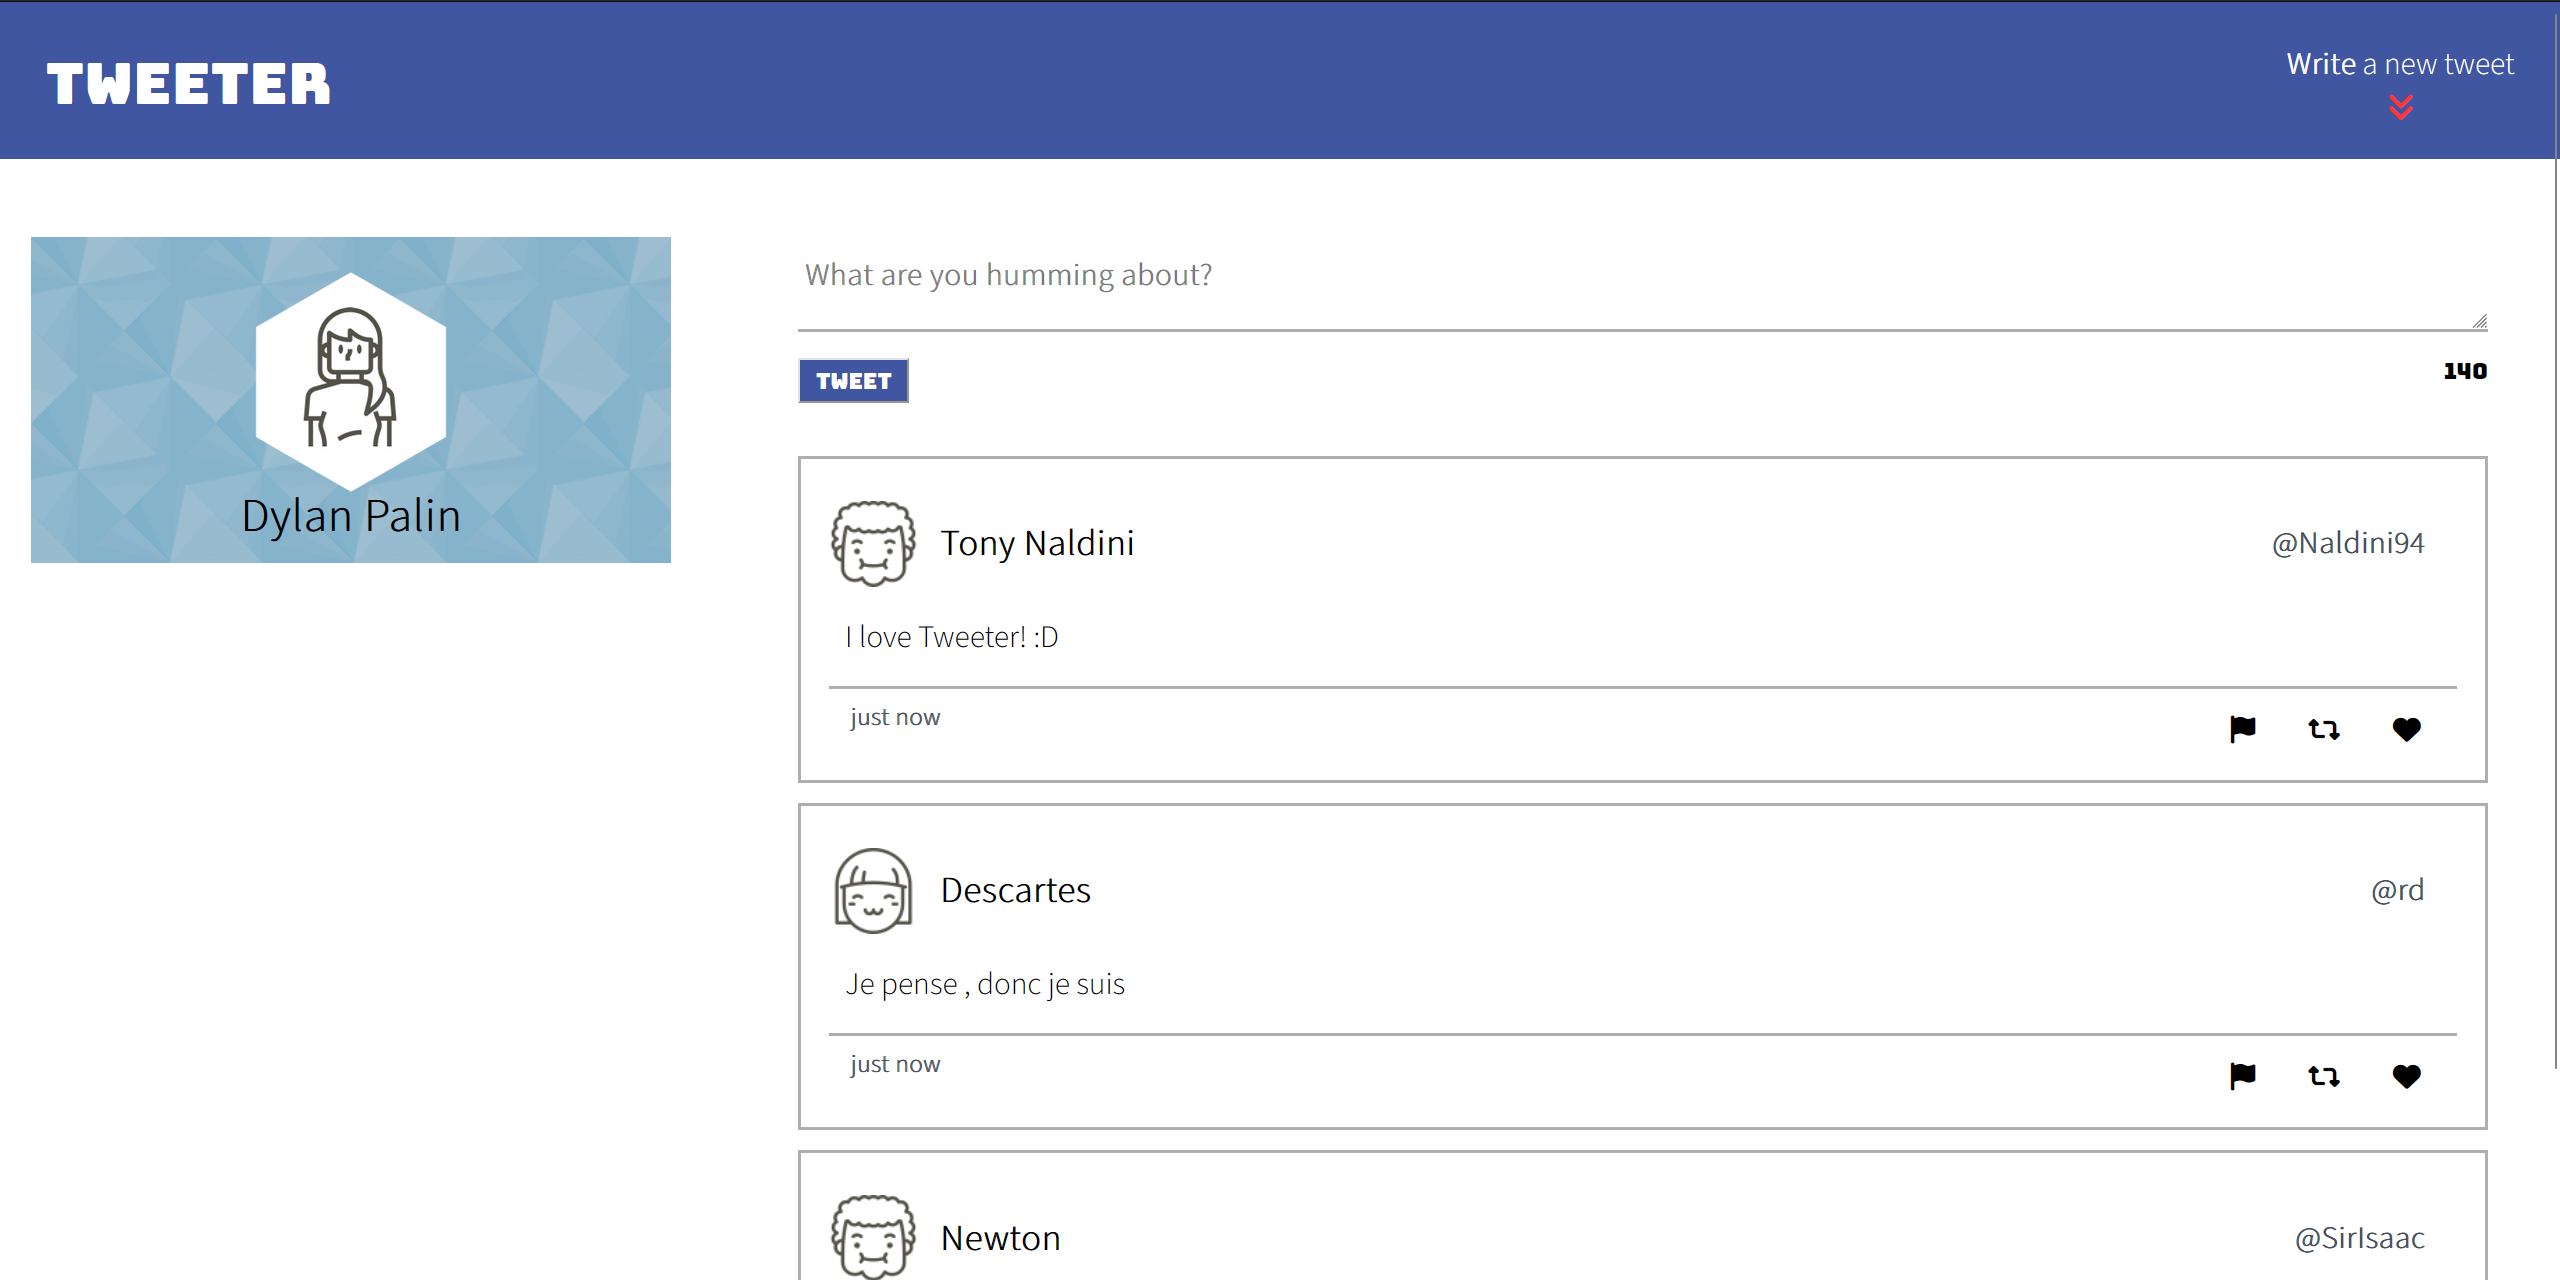 TWEETER
Write a new tweet
Dylan Palin
What are you humming about?
TWEET
140
Tony Naldini
@Naldini94
I love Tweeter! :D
just now
Descartes
@rd
Je pense , donc je suis
just now
Newton
@SirIsaac